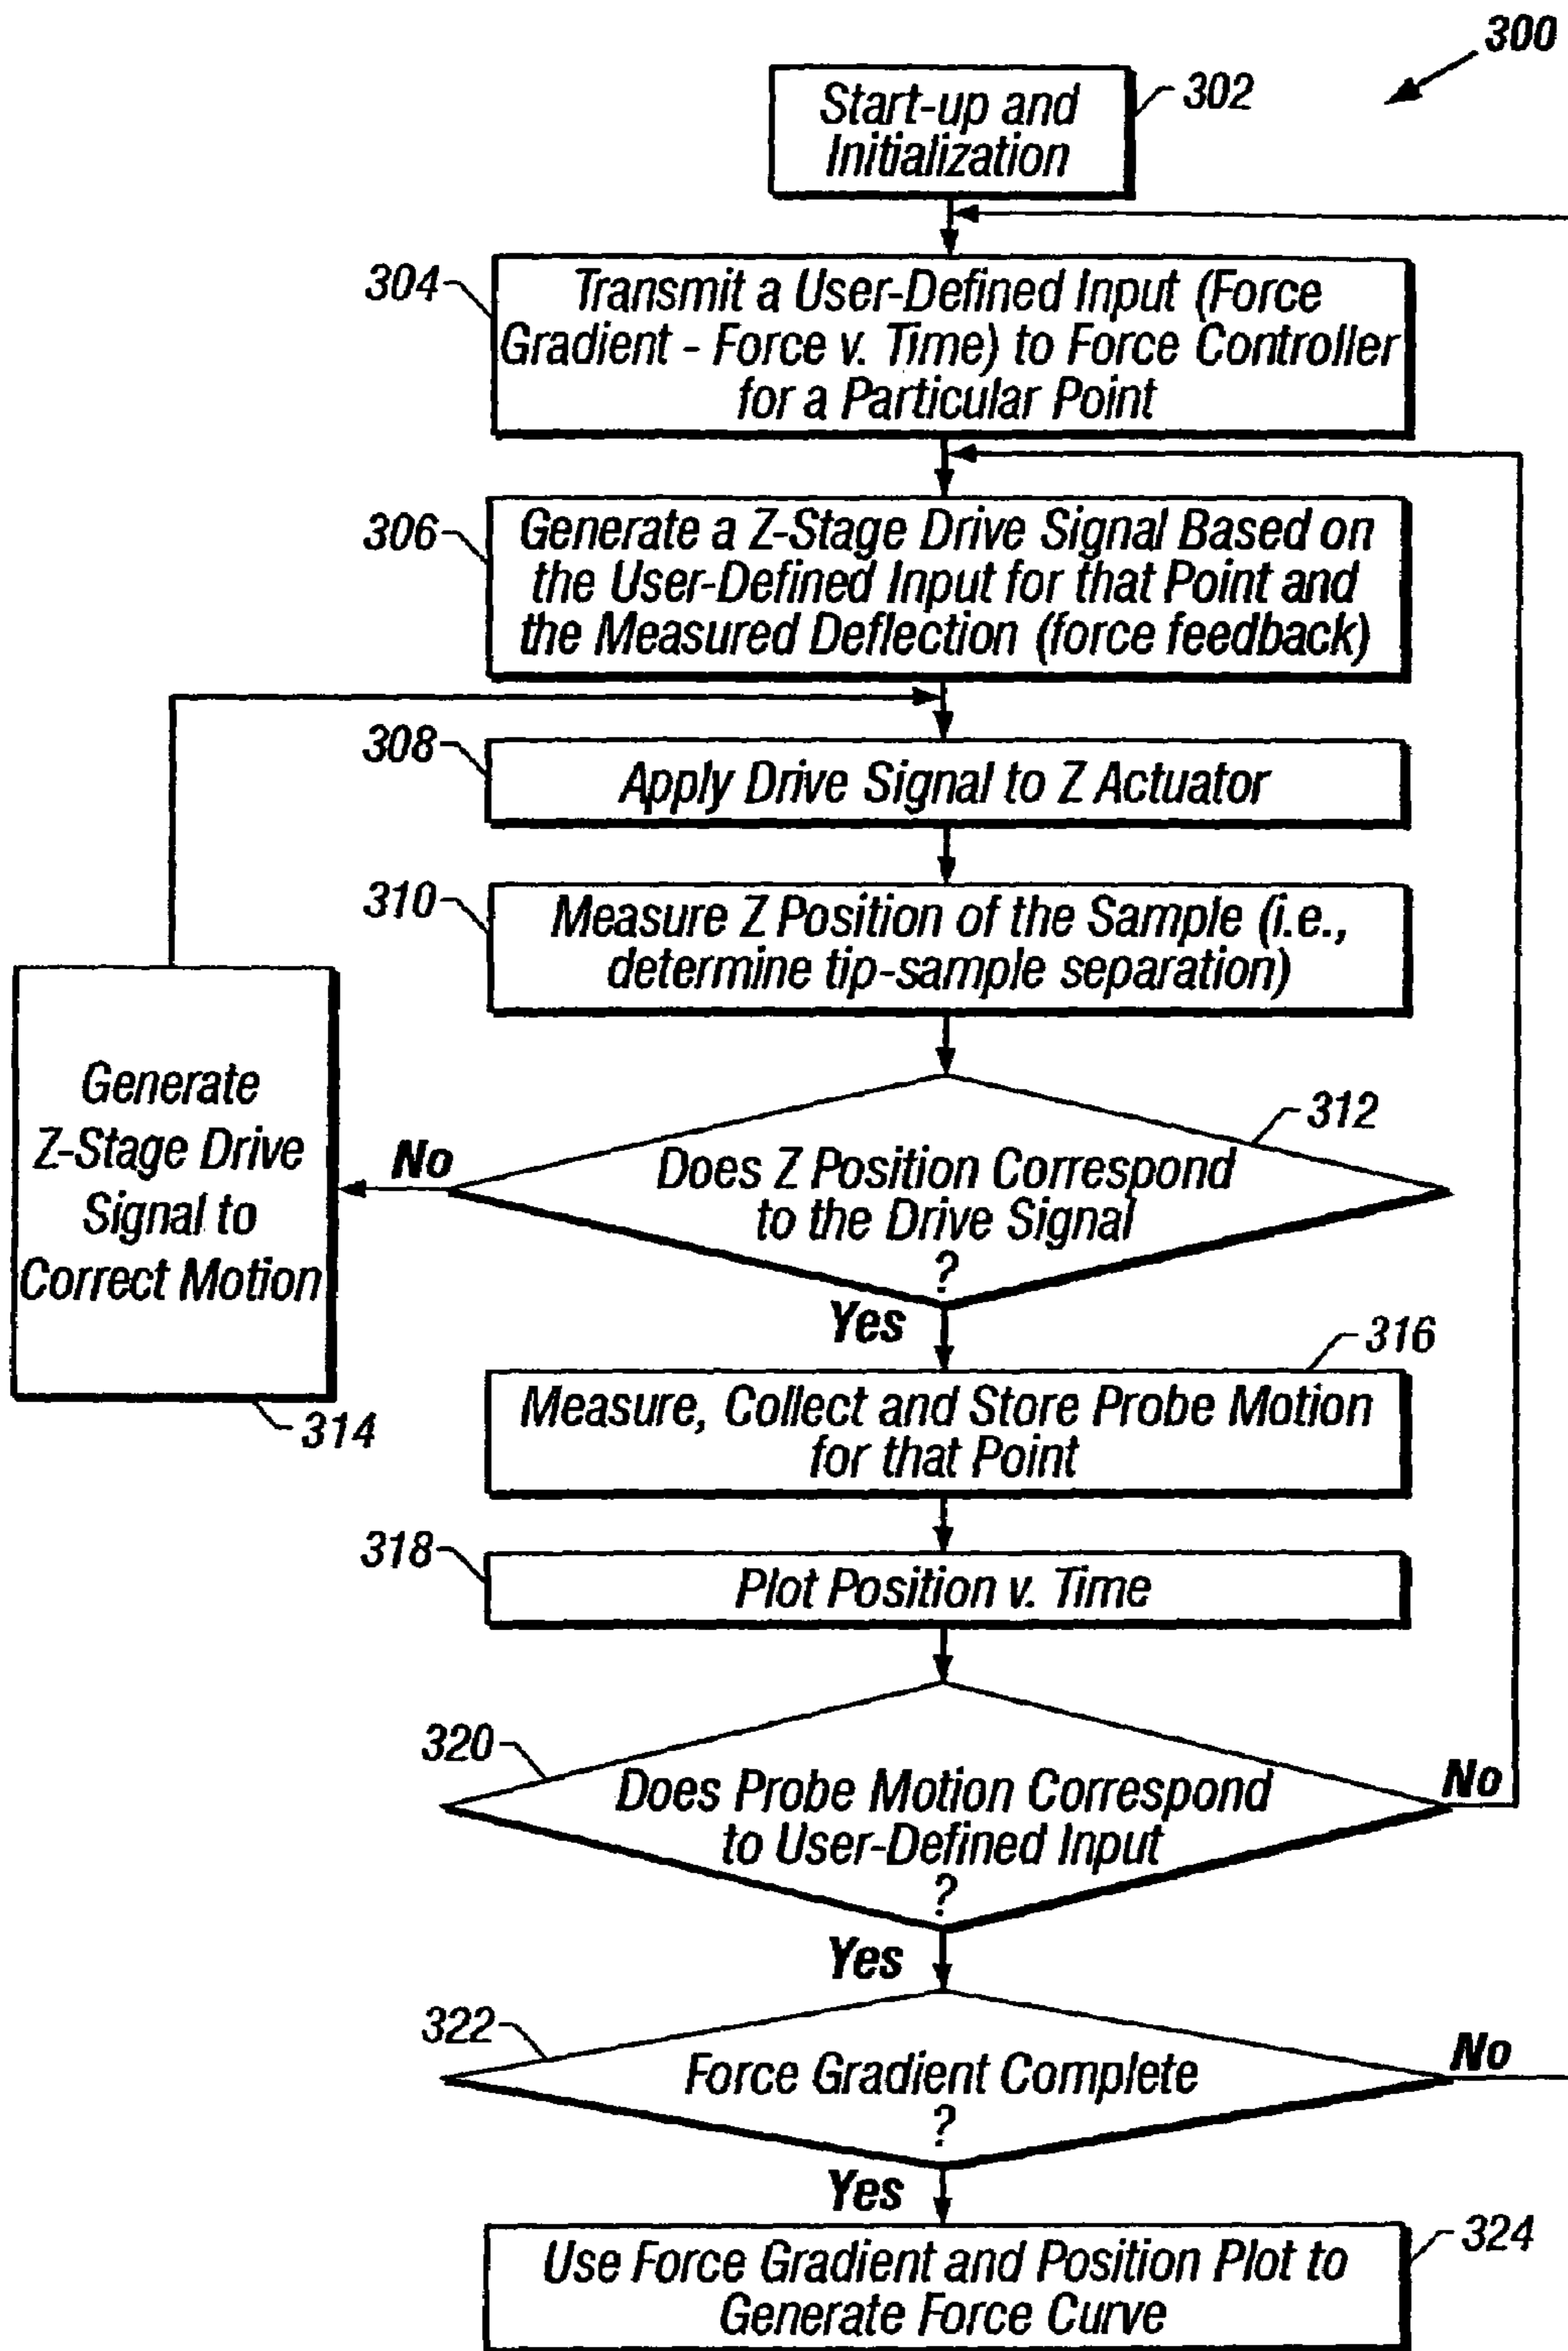 300
Start-up and
Initialization
302
304
Transmit a User-Defined Input (Force
Gradient - Force v. Time) to Force Controller
for a Particular Point
306
Generate a Z-Stage Drive Signal Based on
the User-Defined Input for that Point and
the Measured Deflection (force feedback)
308
Apply Drive Signal to Z Actuator
310
Measure Z Position of the Sample (i.e.,
determine tip-sample separation)
312
Does Z Position Correspond
to the Drive Signal
?
No
Yes
Generate
Z-Stage Drive
Signal to
Correct Motion
314
316
Measure, Collect and Store Probe Motion
for that Point
318
Plot Position v. Time
320
Does Probe Motion Correspond
to User-Defined Input
?
No
Yes
322
Force Gradient Complete
?
No
Yes
324
Use Force Gradient and Position Plot to
Generate Force Curve